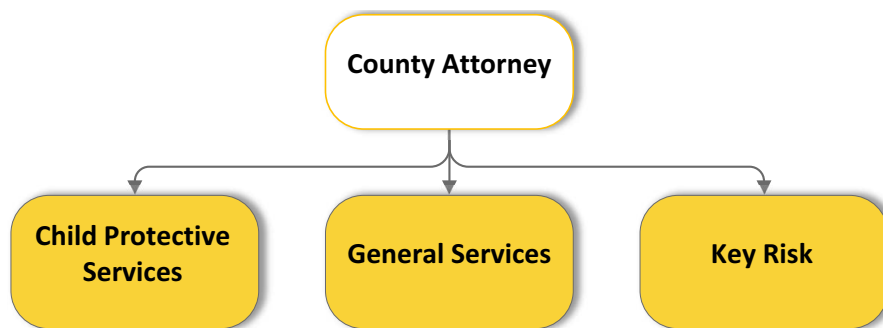 County Attorney
Child Protective
Services
General Services
Key Risk